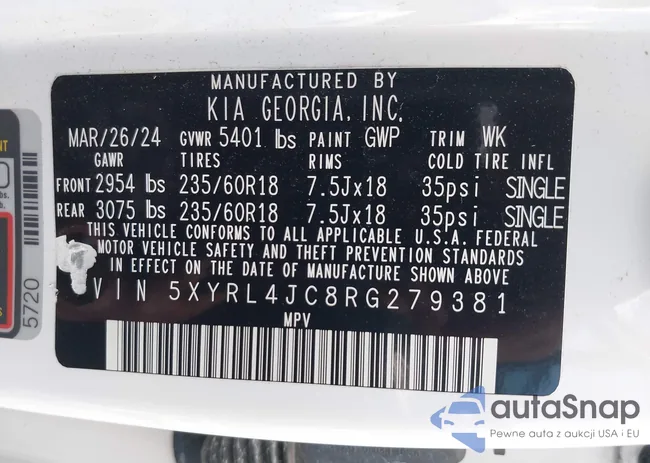 MANUFACTURED BY
KIA GEORGIA, INC.
MAR/26/24 GVWR 5401 lbs PAINT GWP TRIM WK
GAWR TIRES RIMS COLD TIRE INFL
FRONT 2954 lbs 235/60R18 7.5Jx18 35psi SINGLE
REAR 3075 lbs 235/60R18 7.5Jx18 35psi SINGLE
THIS VEHICLE CONFORMS TO ALL APPLICABLE U.S.A. FEDERAL
MOTOR VEHICLE SAFETY AND THEFT PREVENTION STANDARDS
IN EFFECT ON THE DATE OF MANUFACTURE SHOWN ABOVE.
VIN 5XYRL4JC8RG279381
MPV
5720
autaSnap
Pewne auta z aukcji USA i EU